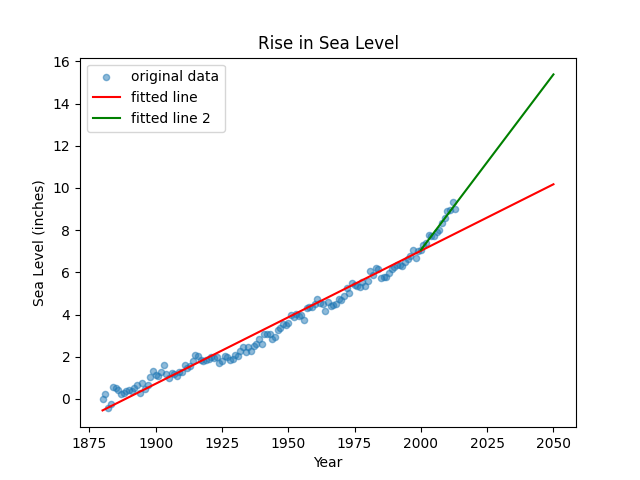 Rise in Sea Level
original data
fitted line
fitted line 2
16
14
12
10
8
6
4
2
0
Sea Level (inches)
1875
1900
1925
1950
1975
2000
2025
2050
Year